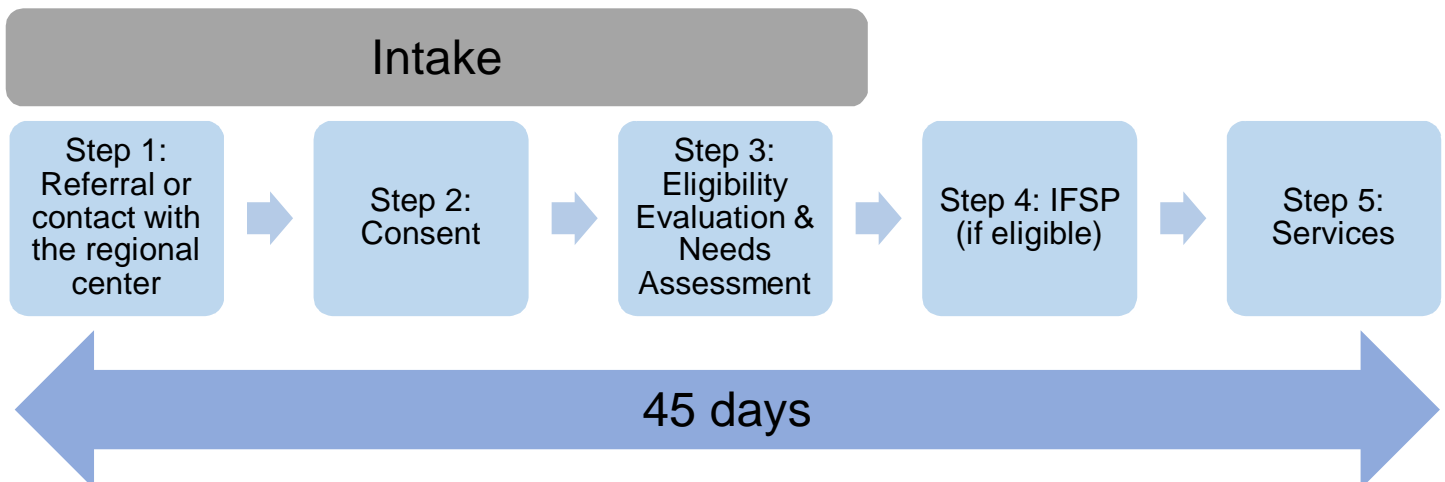 Intake
Step 1:
Referral or
contact with
the regional
center
Step 2:
Consent
Step 3:
Eligibility
Evaluation &
Needs
Assessment
Step 4: IFSP
(if eligible)
Step 5:
Services
45 days